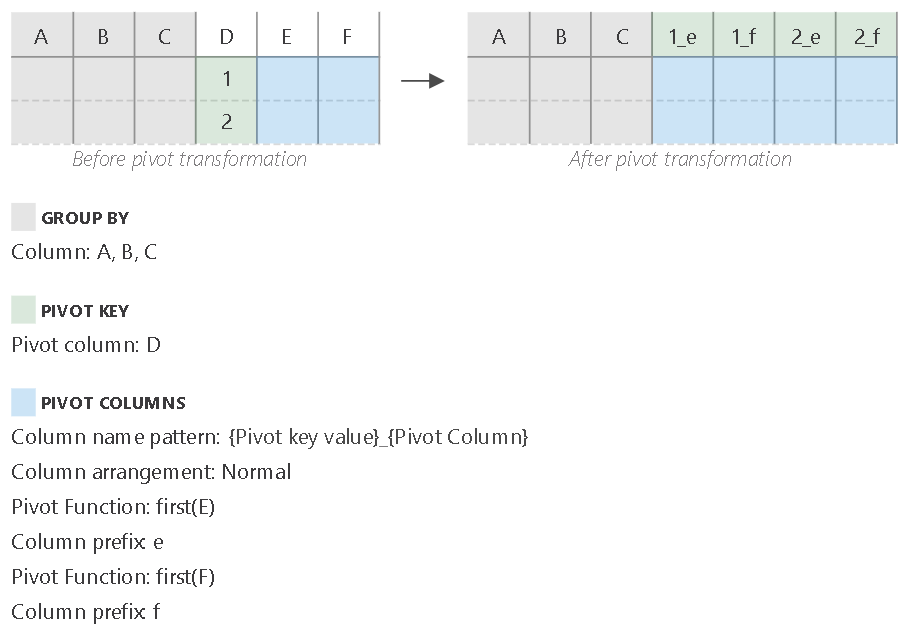 A B C D E F
1
2
Before pivot transformation
A B C 1_e 1_f 2_e 2_f
After pivot transformation
GROUP BY
Column: A, B, C
PIVOT KEY
Pivot column: D
PIVOT COLUMNS
Column name pattern: {Pivot key value}_{Pivot Column}
Column arrangement: Normal
Pivot Function: first(E)
Column prefix: e
Pivot Function: first(F)
Column prefix: f